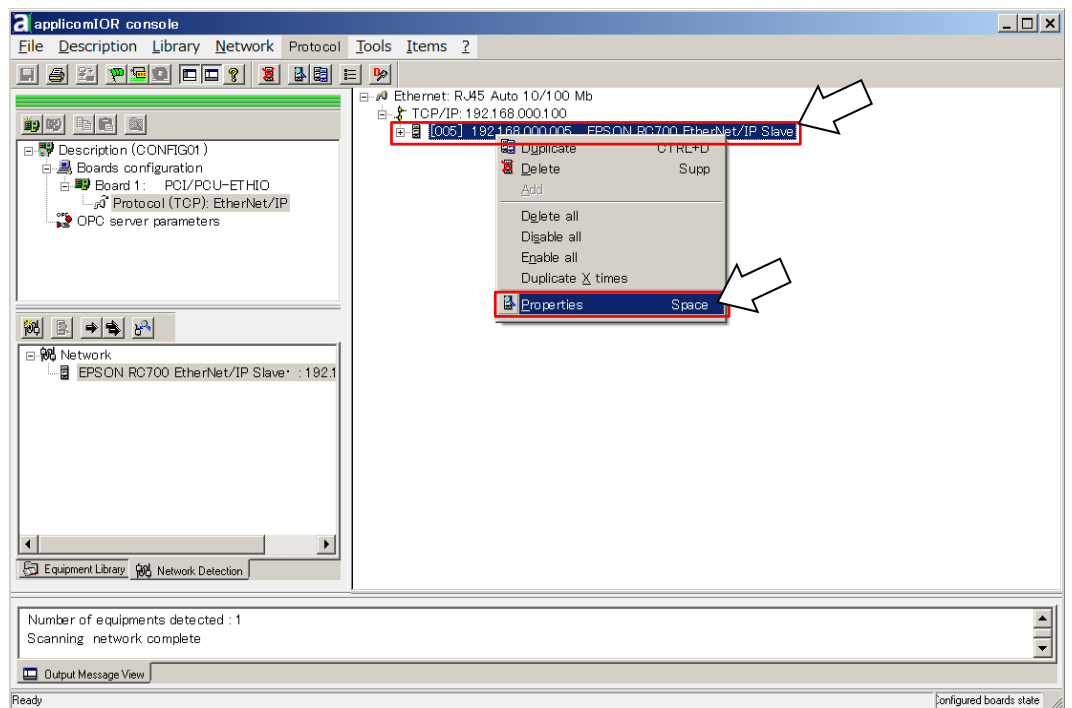 applicomIOR console
File Description Library Network Protocol Tools Items ?
Description (CONFIG01)
Boards configuration
Board 1: PCI/PCU-ETHIO
Protocol (TCP): EtherNet/IP
OPC server parameters
Network
EPSON RC700 EtherNet/IP Slave・ : 192.1
Equipment Library Network Detection
Ethernet: RJ45 Auto 10/100 Mb
TCP/IP: 192.168.000.100
[005] 192.168.000.005 EPSON RC700 EtherNet/IP Slave
Duplicate CTRL+D
Delete Supp
Add
Delete all
Disable all
Enable all
Duplicate X times
Properties Space
Number of equipments detected : 1
Scanning network complete
Output Message View
Ready Configured boards state